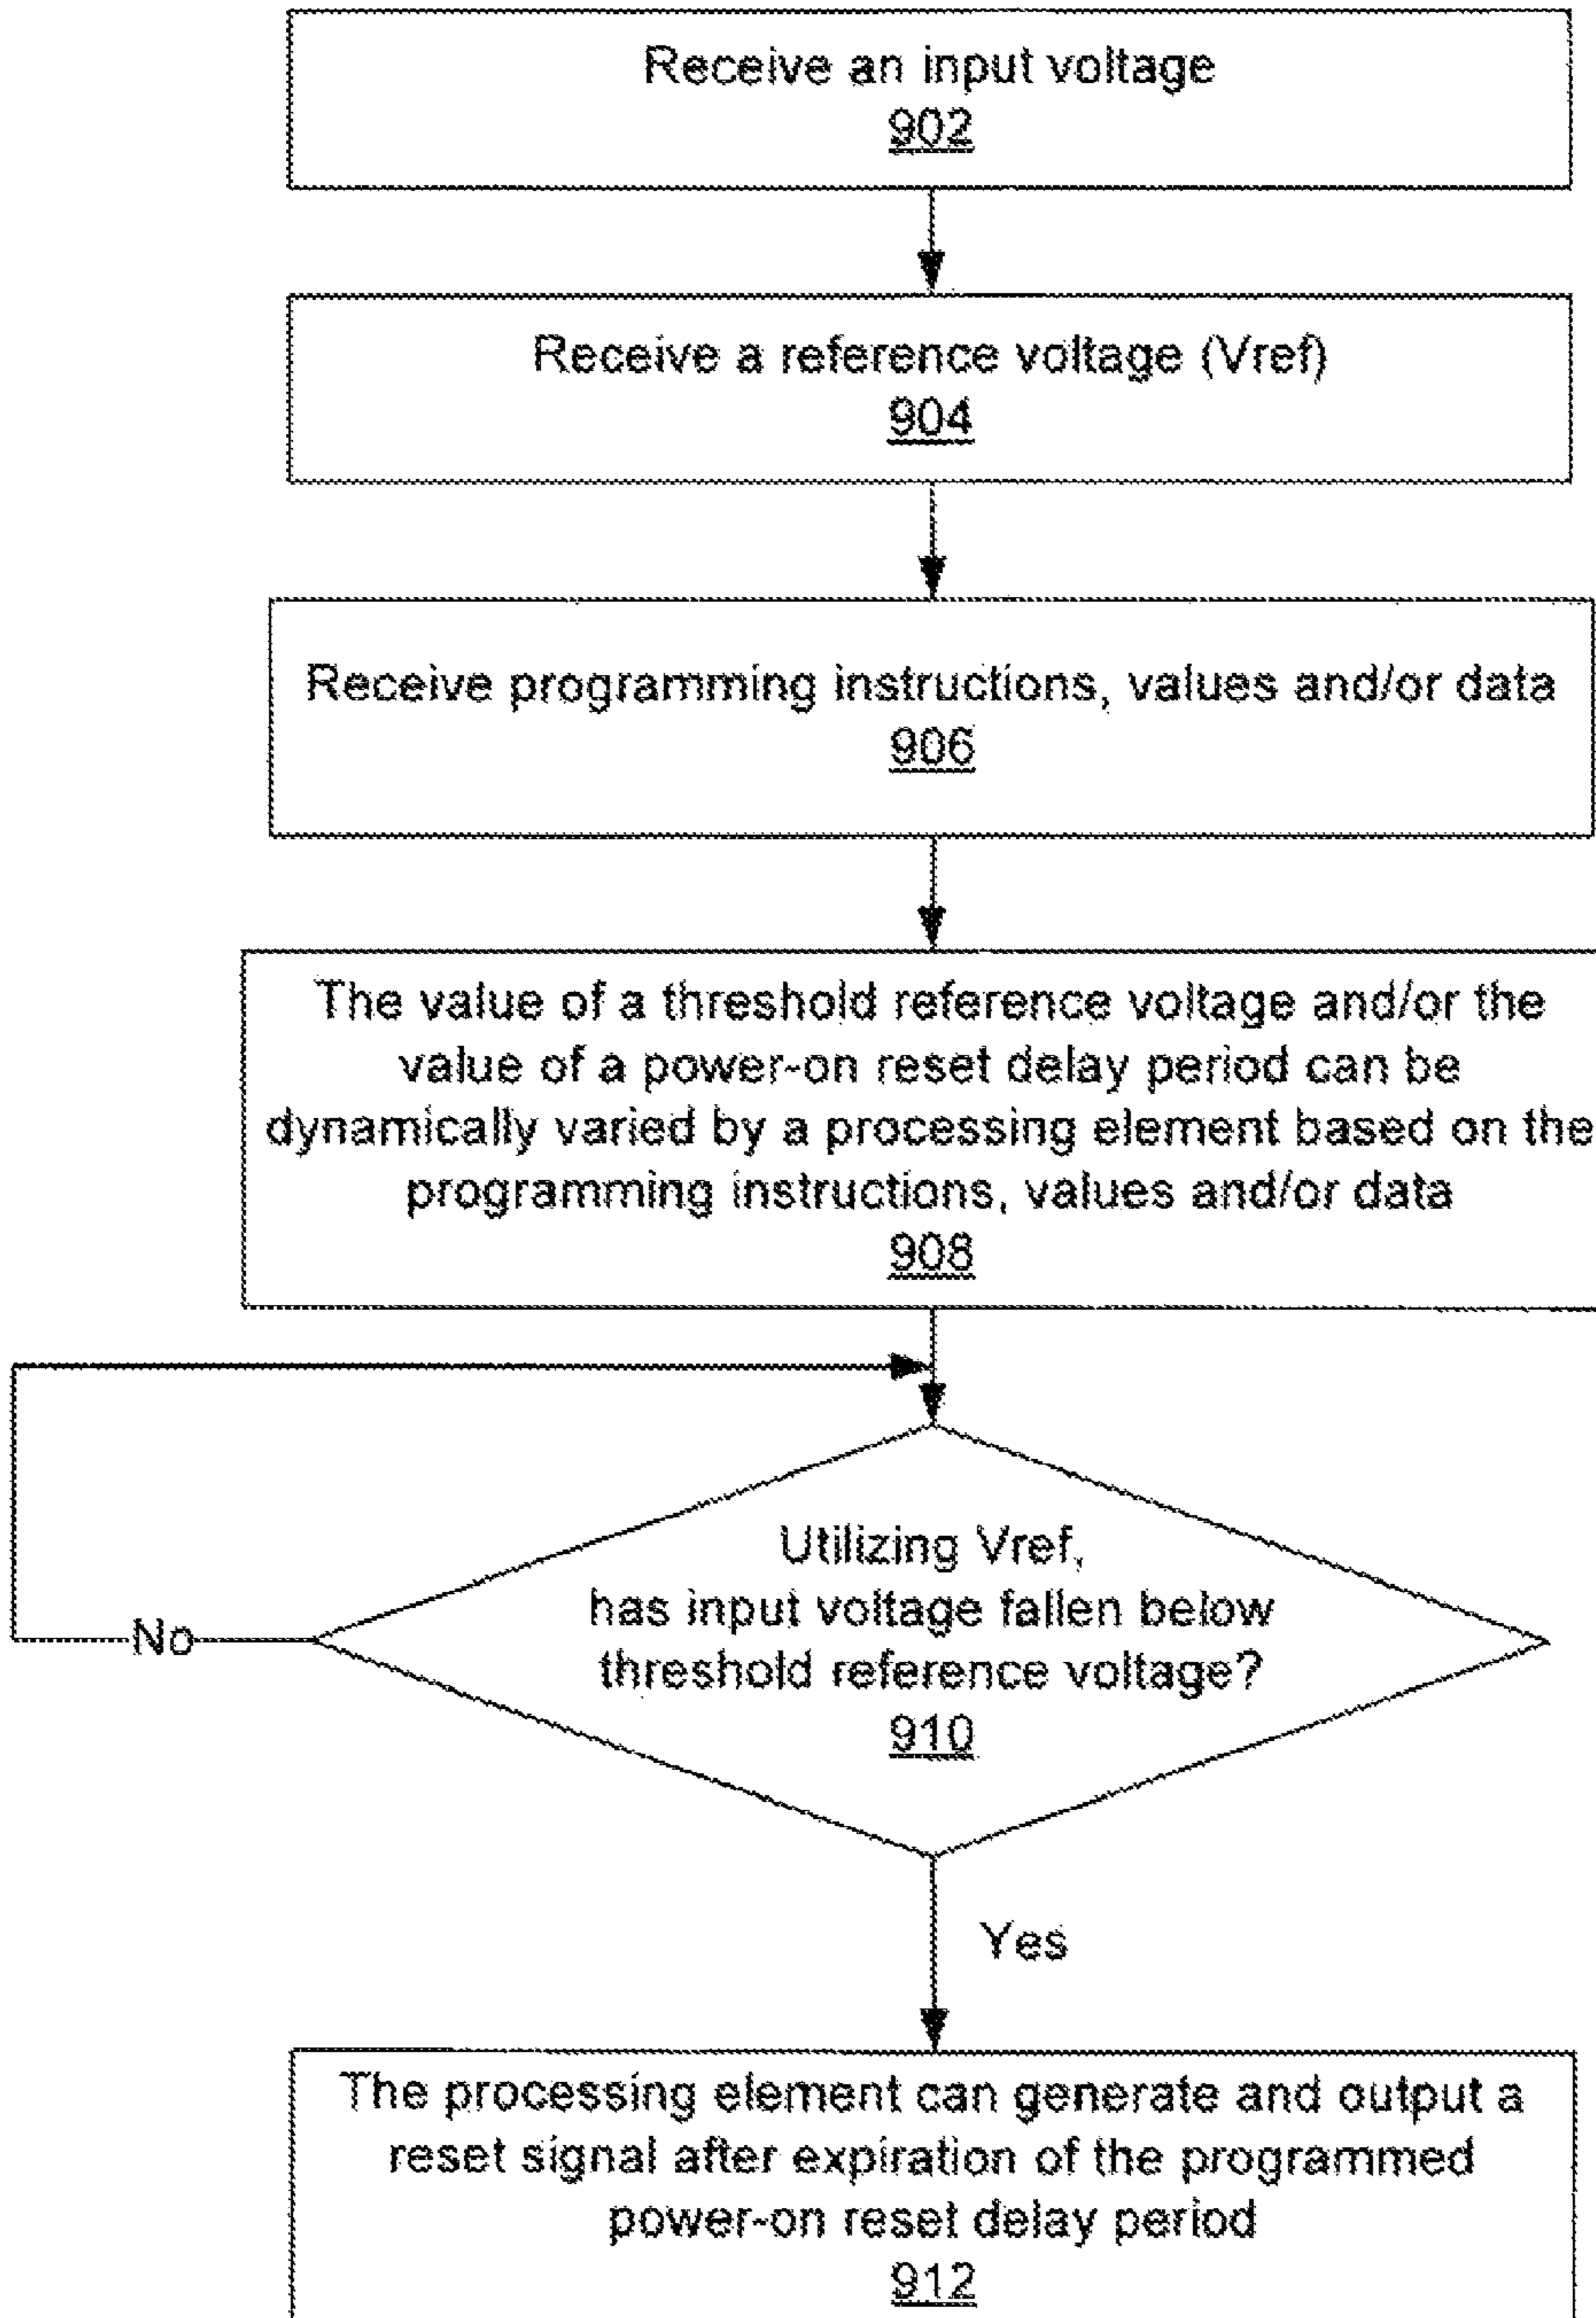 Receive an input voltage
902
Receive a reference voltage (Vref)
904
Receive programming instructions, values and/or data
906
The value of a threshold reference voltage and/or the
value of a power-on reset delay period can be
dynamically varied by a processing element based on the
programming instructions, values and/or data
908
Utilizing Vref,
has input voltage fallen below
threshold reference voltage?
910
No
Yes
The processing element can generate and output a
reset signal after expiration of the programmed
power-on reset delay period
912